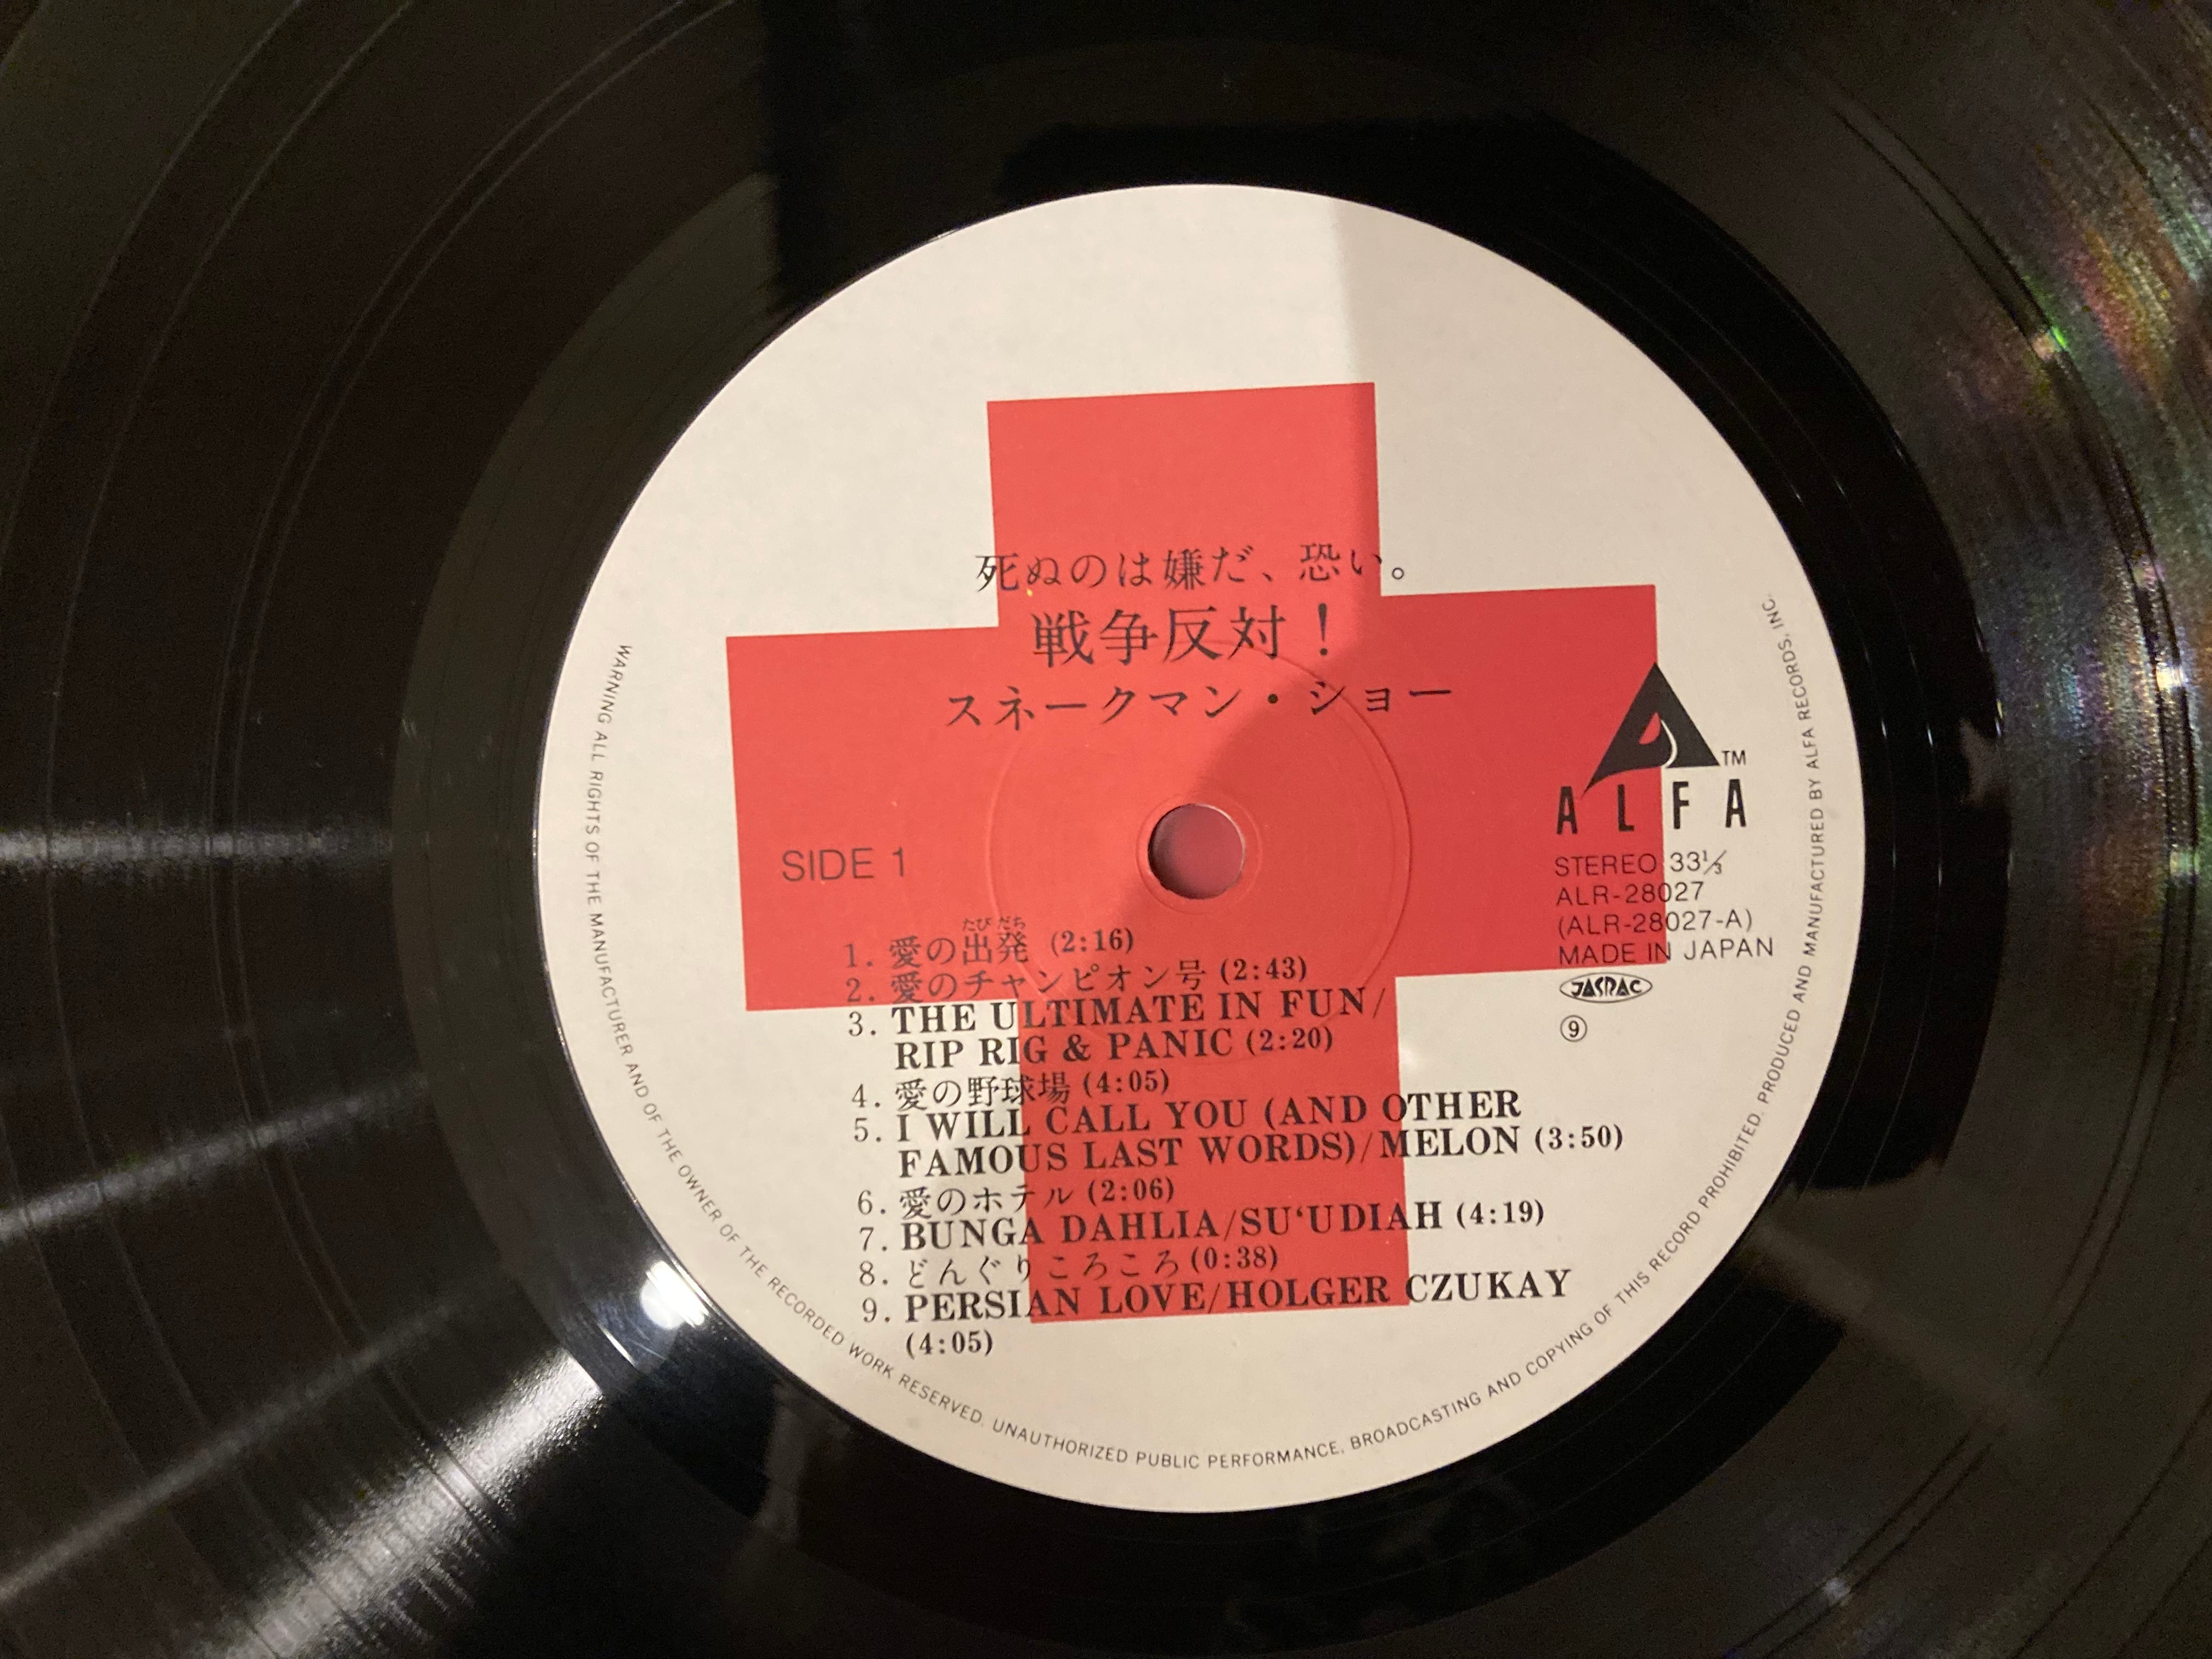 死ぬのは嫌だ、恐い。
戦争反対！
スネークマン・ショー
TM
ALFA
SIDE 1
STEREO 33⅓
ALR-28027
(ALR-28027-A)
MADE IN JAPAN
JASRAC
⑨
たび だち
1. 愛の出発 (2:16)
2. 愛のチャンピオン号 (2:43)
3. THE ULTIMATE IN FUN/
RIP RIG & PANIC (2:20)
4. 愛の野球場 (4:05)
5. I WILL CALL YOU (AND OTHER
FAMOUS LAST WORDS)/MELON (3:50)
6. 愛のホテル (2:06)
7. BUNGA DAHLIA/SU‘UDIAH (4:19)
8. どんぐりころころ (0:38)
9. PERSIAN LOVE/HOLGER CZUKAY
(4:05)
WARNING ALL RIGHTS OF THE MANUFACTURER AND OF THE OWNER OF THE RECORDED WORK RESERVED. UNAUTHORIZED PUBLIC PERFORMANCE, BROADCASTING AND COPYING OF THIS RECORD PROHIBITED. PRODUCED AND MANUFACTURED BY ALFA RECORDS, INC.